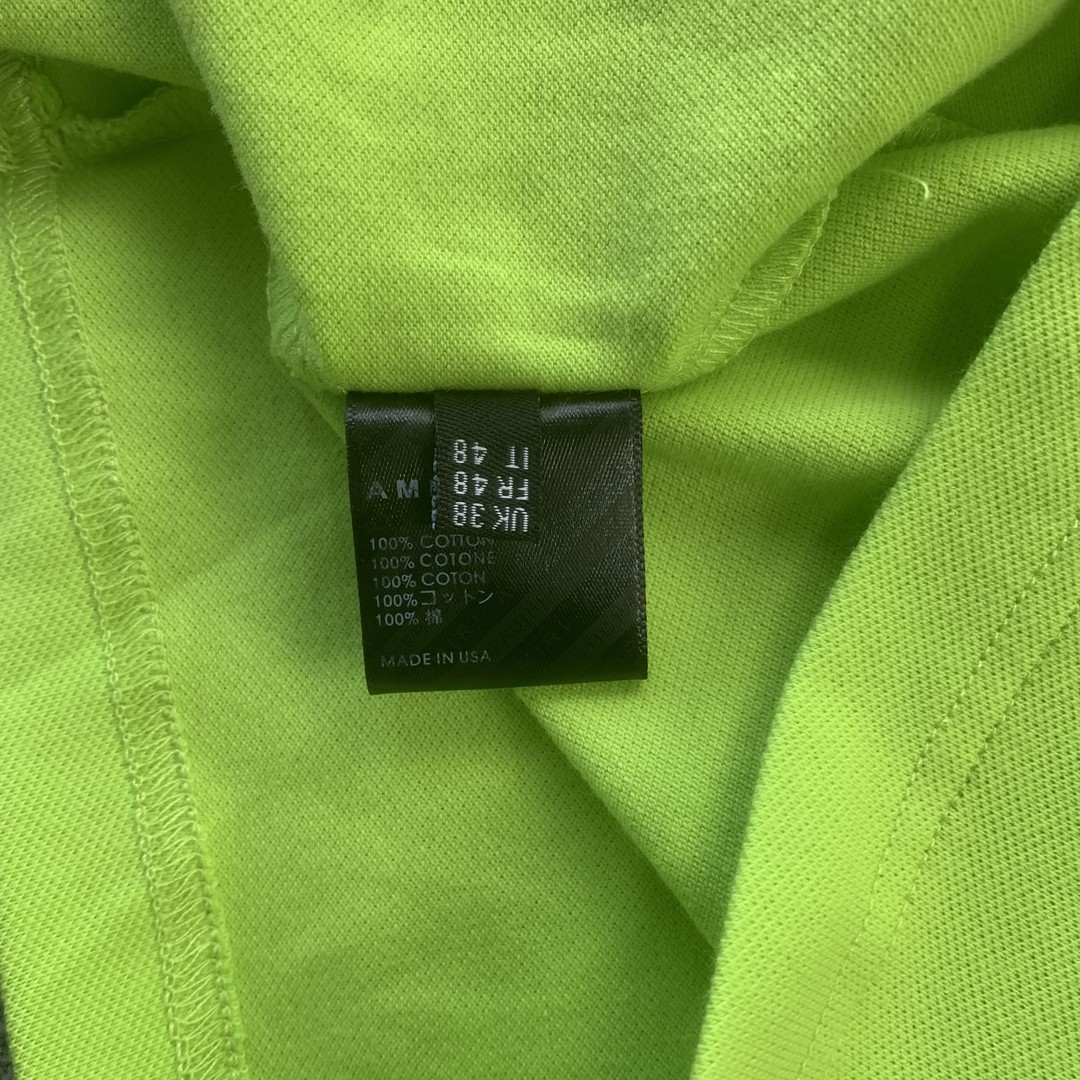 IT 48
FR 48
UK 38
AM
100% COTTON
100% COTONE
100% COTON
100%コットン
100% 棉
MADE IN USA